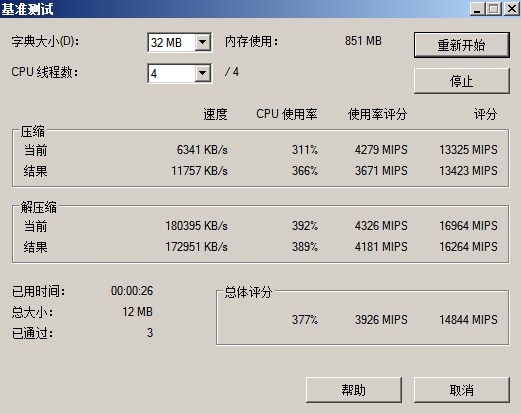 基准测试
字典大小(D): 32 MB 内存使用: 851 MB 重新开始
CPU 线程数: 4 / 4 停止
速度 CPU 使用率 使用率评分 评分
压缩
当前 6341 KB/s 311% 4279 MIPS 13325 MIPS
结果 11757 KB/s 366% 3671 MIPS 13423 MIPS
解压缩
当前 180395 KB/s 392% 4326 MIPS 16964 MIPS
结果 172951 KB/s 389% 4181 MIPS 16264 MIPS
已用时间: 00:00:26 总体评分
总大小: 12 MB 377% 3926 MIPS 14844 MIPS
已通过: 3
帮助 取消